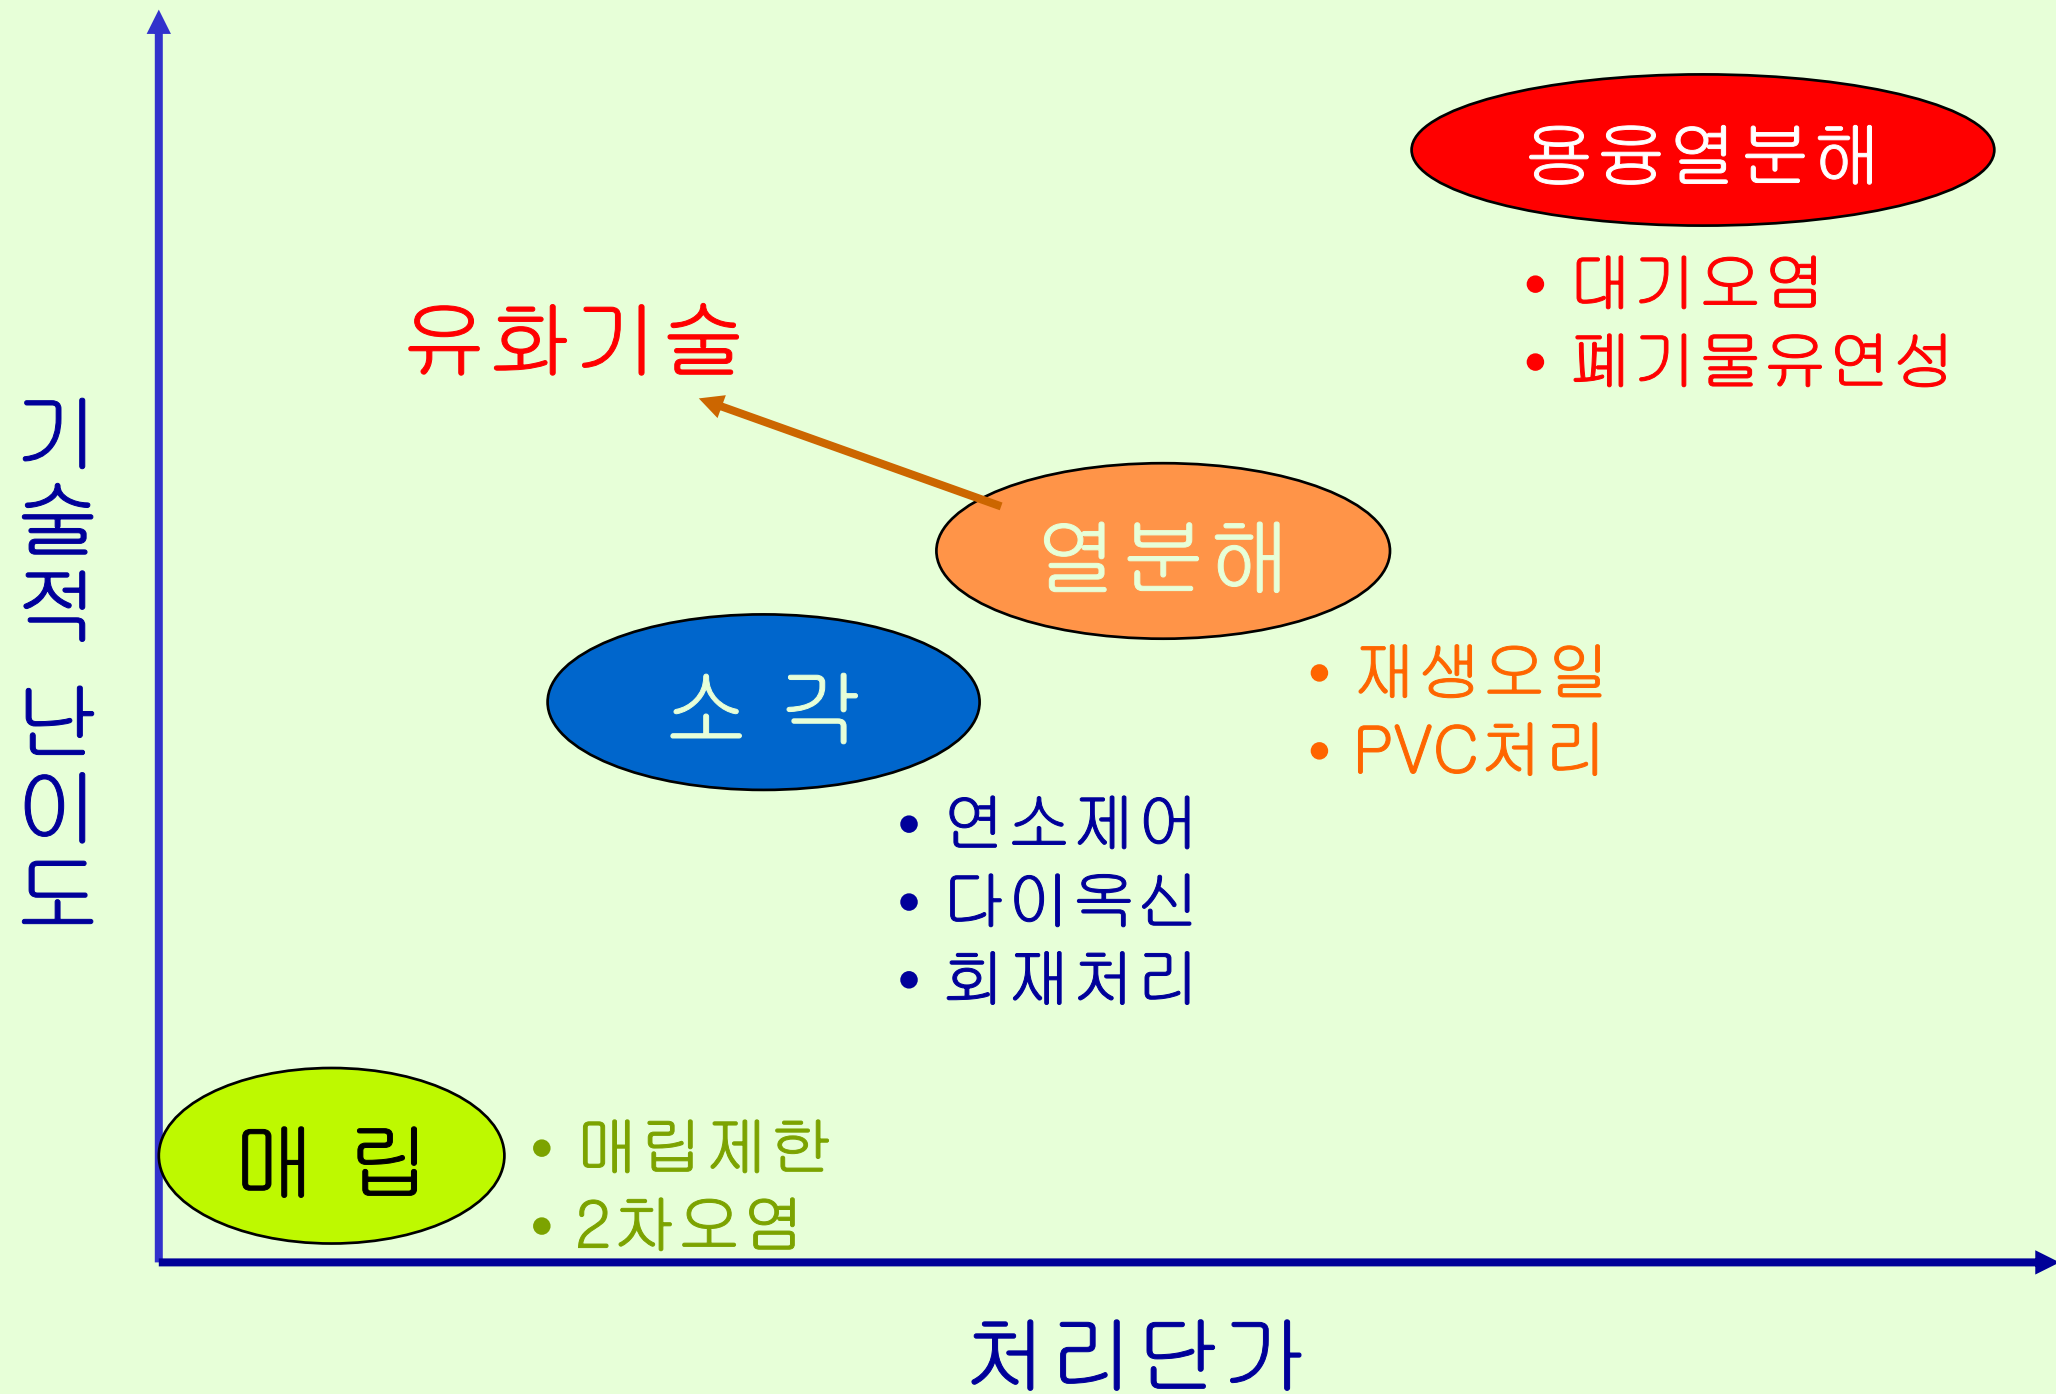 용융열분해
• 대기오염
• 폐기물유연성
유화기술
열분해
• 재생오일
• PVC처리
소 각
• 연소제어
• 다이옥신
• 회재처리
매 립
• 매립제한
• 2차오염
기술적 난이도
처리단가